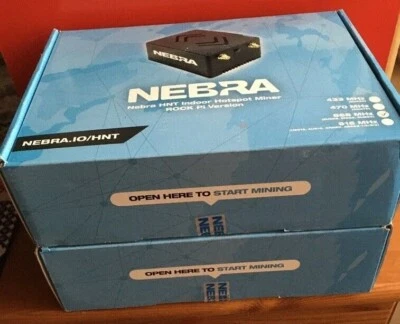 NEBRA
NEBRA
Nebra HNT Indoor Hotspot Miner
ROCK Pi Version
433 MHz
470 MHz
868 MHz
915 MHz
NEBRA.IO/HNT
OPEN HERE TO START MINING
OPEN HERE TO START MINING